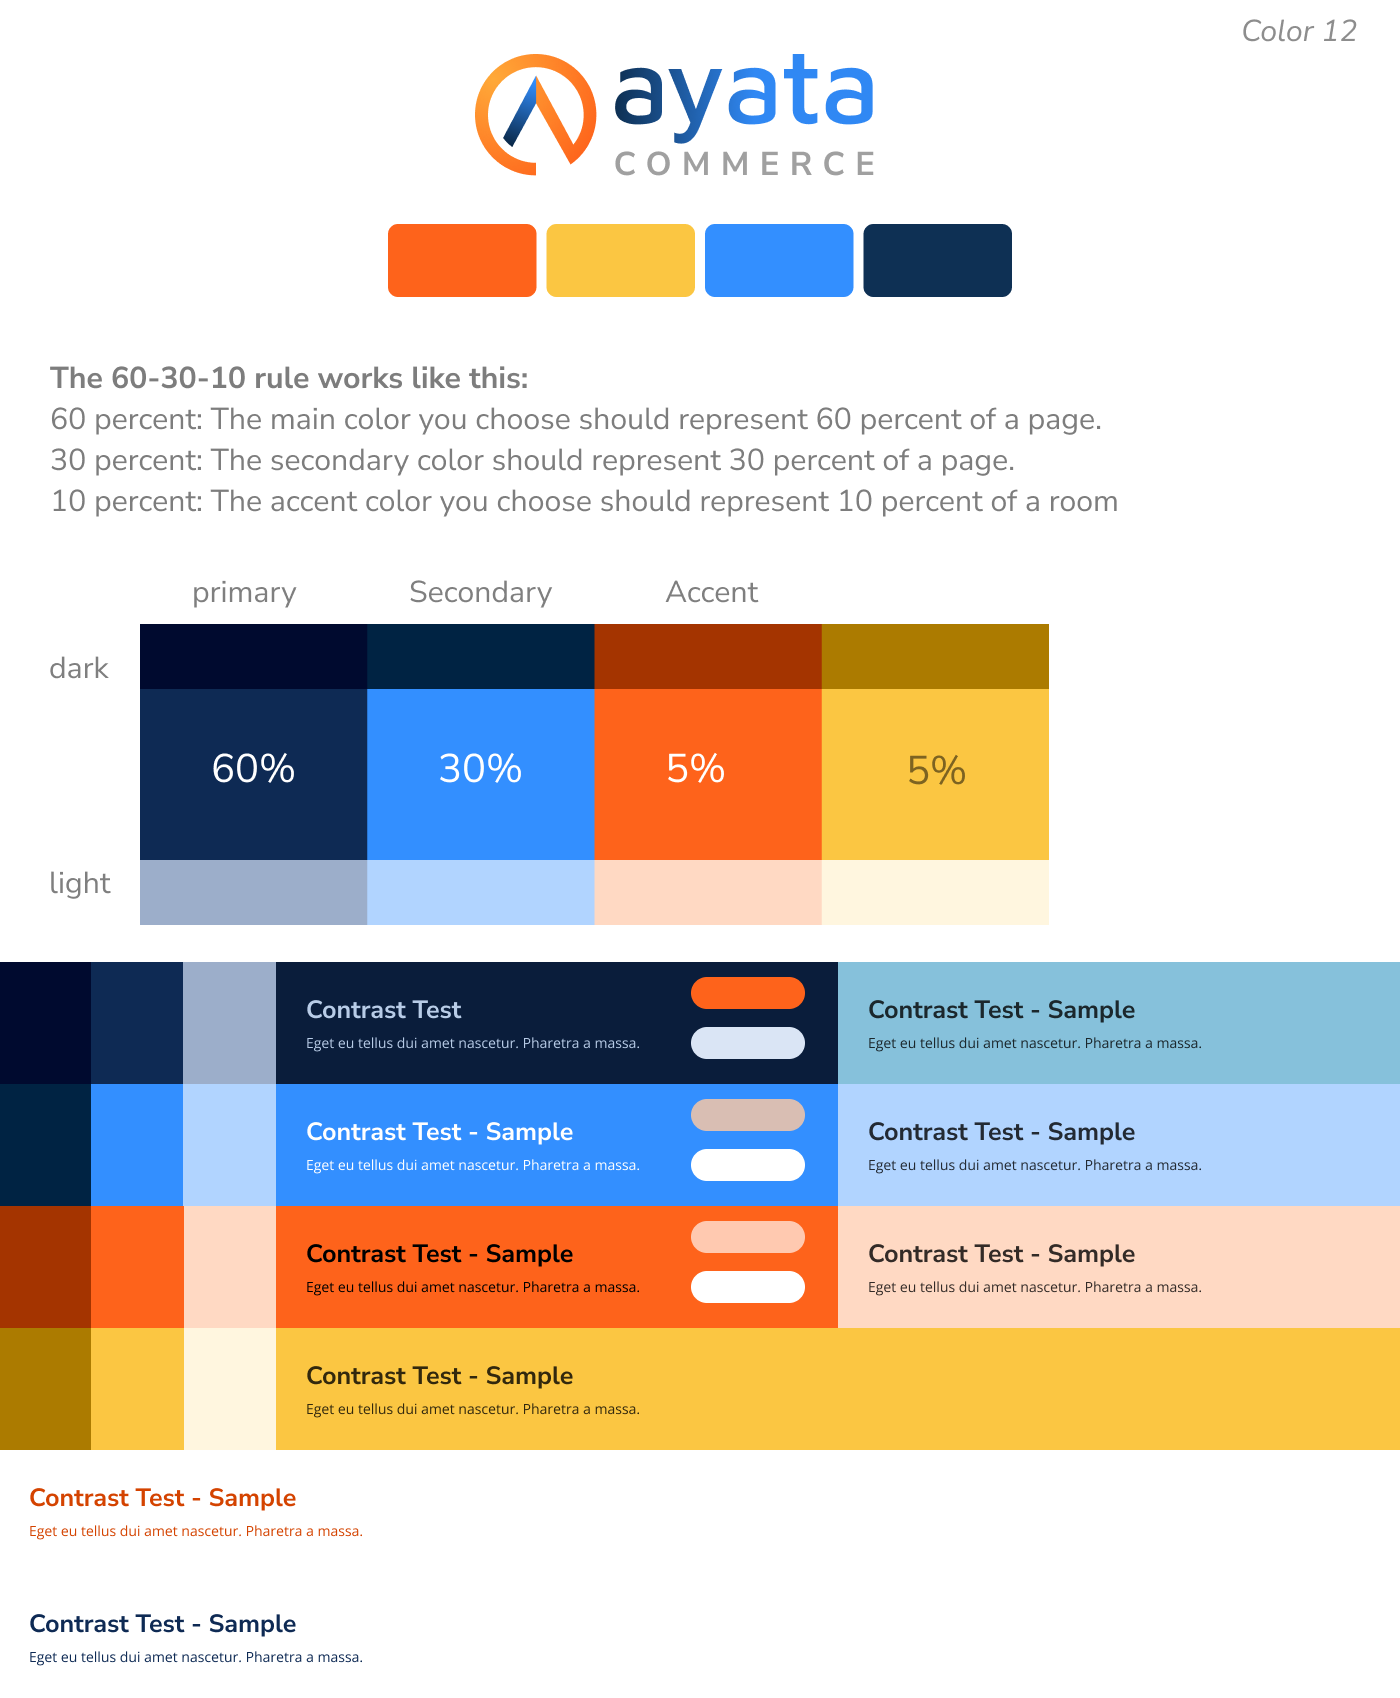 Color 12
ayata
COMMERCE
The 60-30-10 rule works like this:
60 percent: The main color you choose should represent 60 percent of a page.
30 percent: The secondary color should represent 30 percent of a page.
10 percent: The accent color you choose should represent 10 percent of a room
primary Secondary Accent
dark
60% 30% 5% 5%
light
Contrast Test
Eget eu tellus dui amet nascetur. Pharetra a massa.
Contrast Test - Sample
Eget eu tellus dui amet nascetur. Pharetra a massa.
Contrast Test - Sample
Eget eu tellus dui amet nascetur. Pharetra a massa.
Contrast Test - Sample
Eget eu tellus dui amet nascetur. Pharetra a massa.
Contrast Test - Sample
Eget eu tellus dui amet nascetur. Pharetra a massa.
Contrast Test - Sample
Eget eu tellus dui amet nascetur. Pharetra a massa.
Contrast Test - Sample
Eget eu tellus dui amet nascetur. Pharetra a massa.
Contrast Test - Sample
Eget eu tellus dui amet nascetur. Pharetra a massa.
Contrast Test - Sample
Eget eu tellus dui amet nascetur. Pharetra a massa.